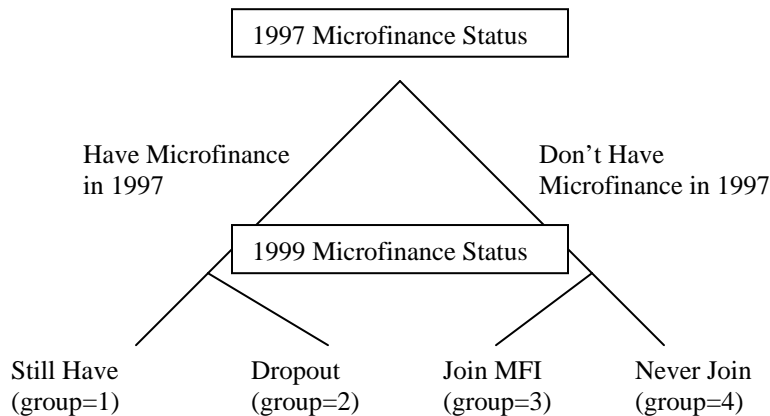 1997 Microfinance Status
Have Microfinance
in 1997
Don’t Have
Microfinance in 1997
1999 Microfinance Status
Still Have
(group=1)
Dropout
(group=2)
Join MFI
(group=3)
Never Join
(group=4)